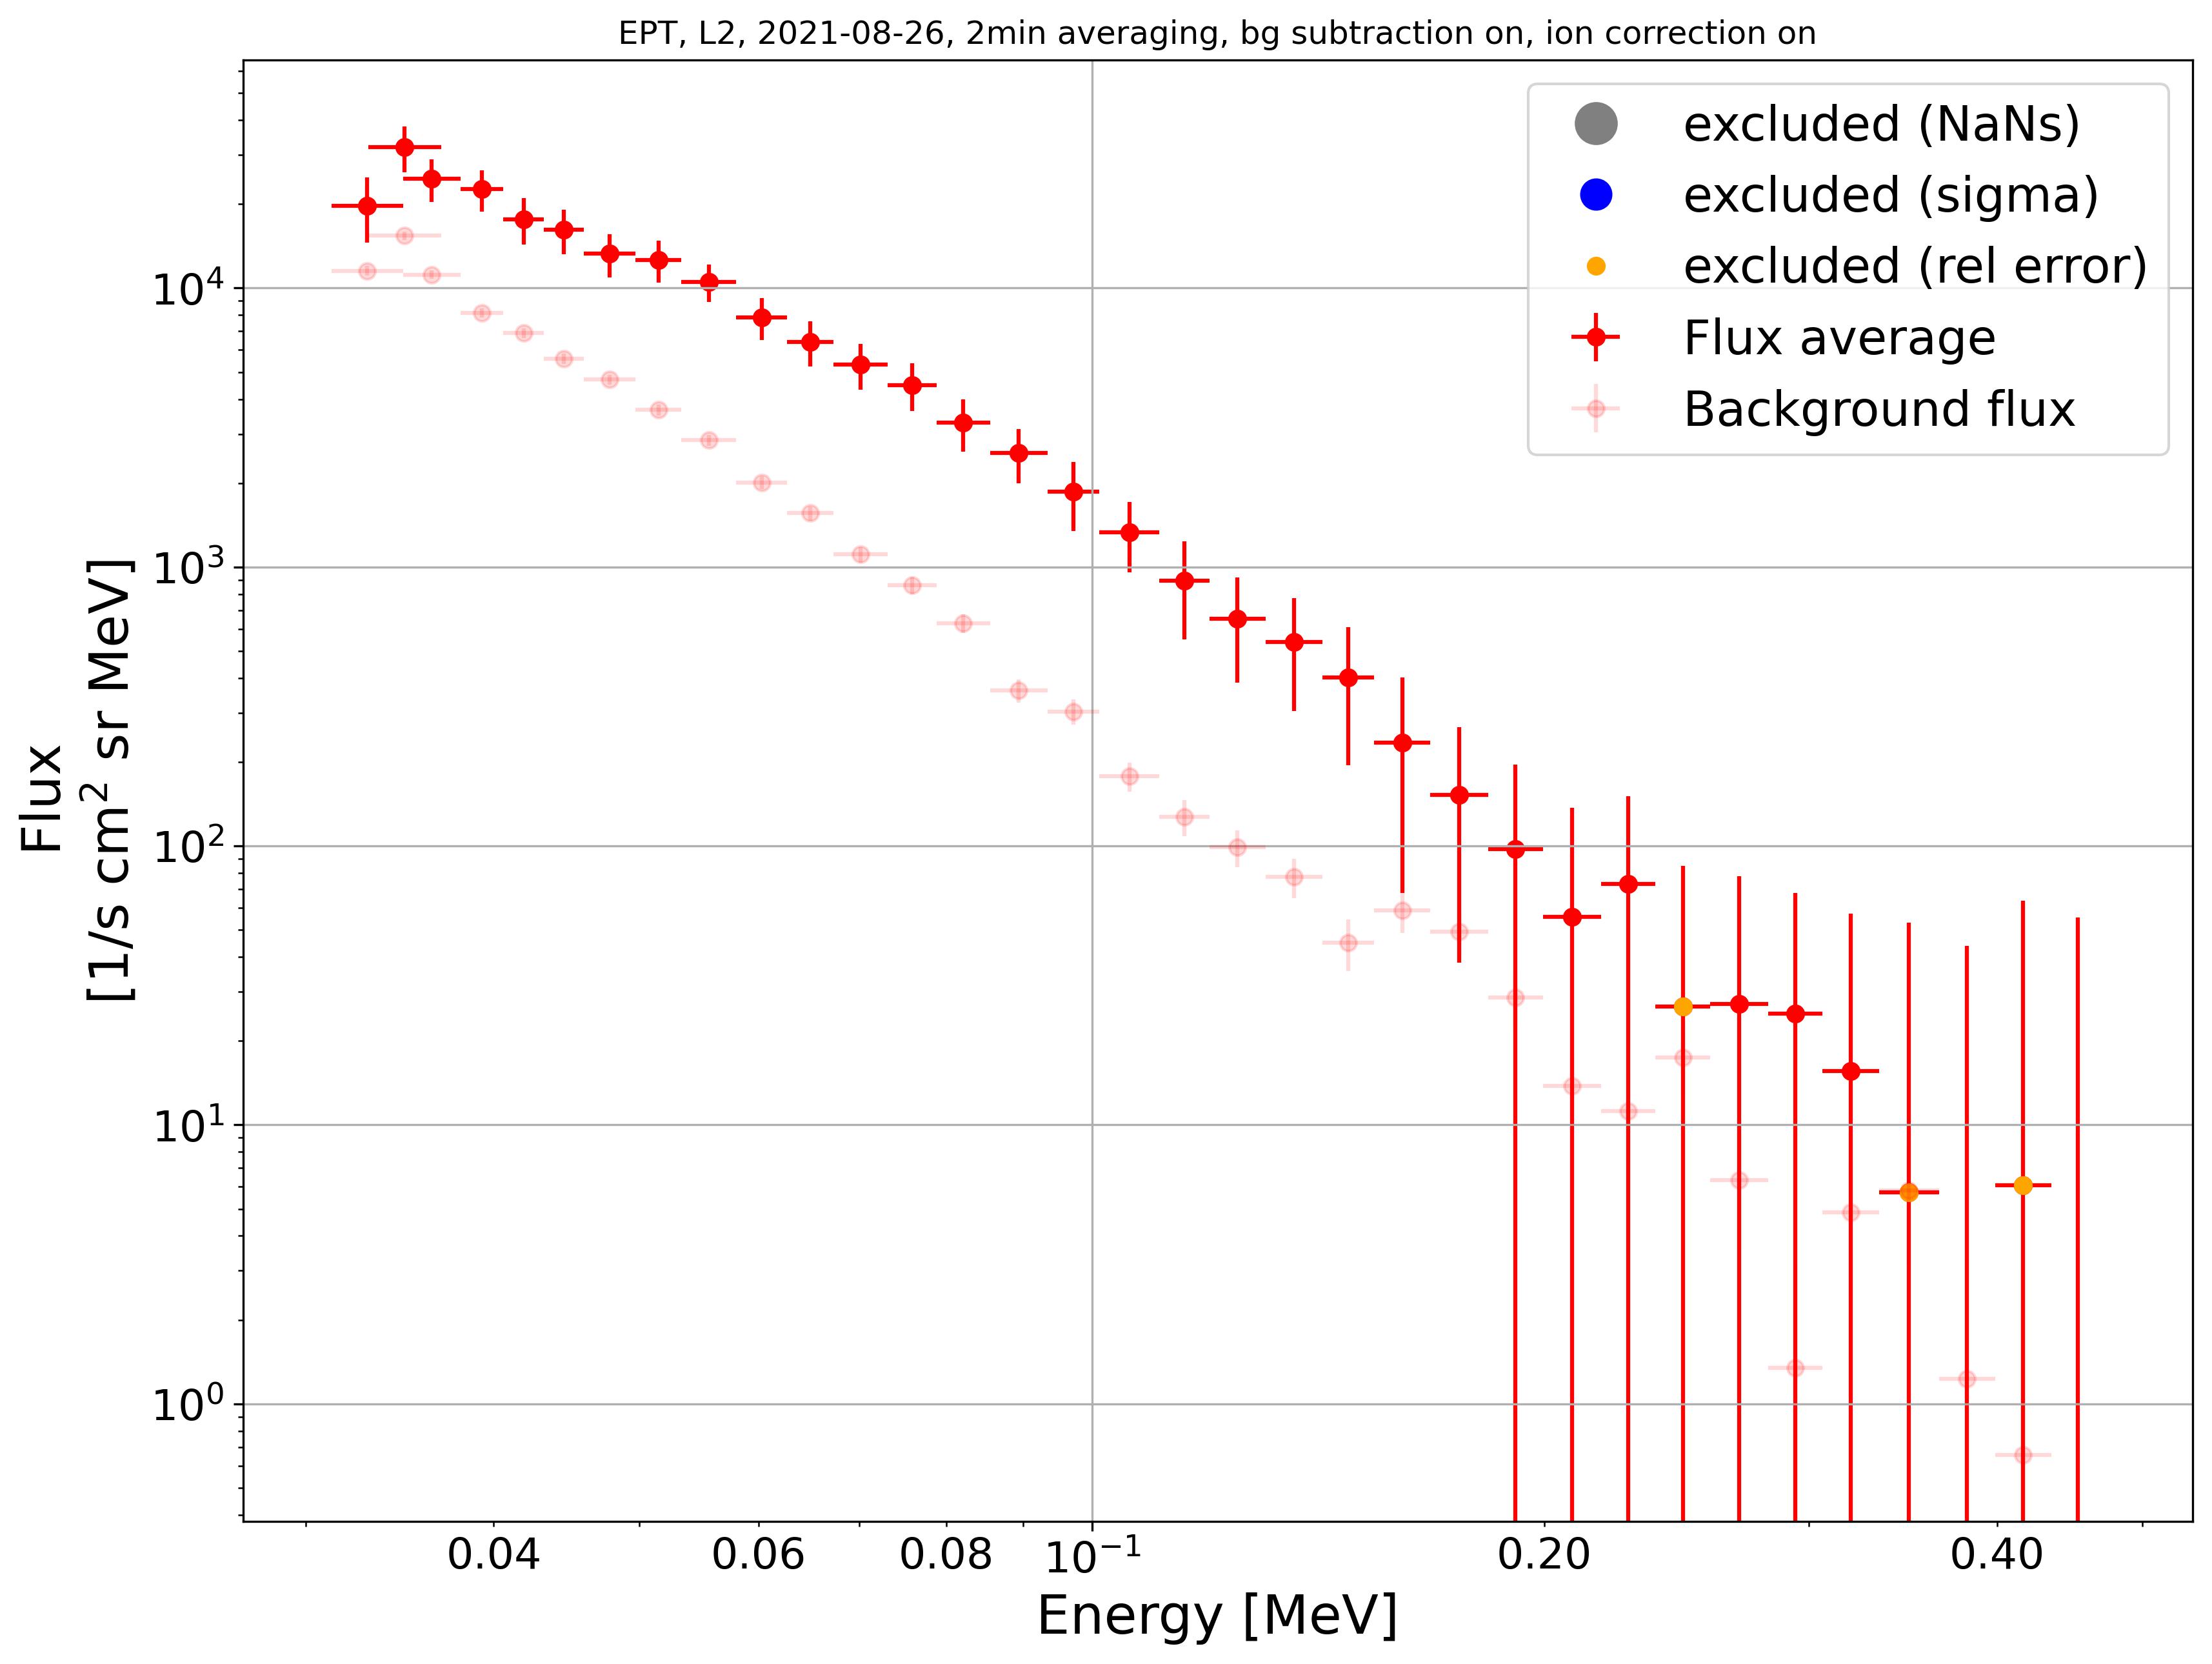 EPT, L2, 2021-08-26, 2min averaging, bg subtraction on, ion correction on
excluded (NaNs)
excluded (sigma)
excluded (rel error)
Flux average
Background flux
Flux
[1/s cm² sr MeV]
10⁴
10³
10²
10¹
10⁰
0.04
0.06
0.08
10⁻¹
0.20
0.40
Energy [MeV]